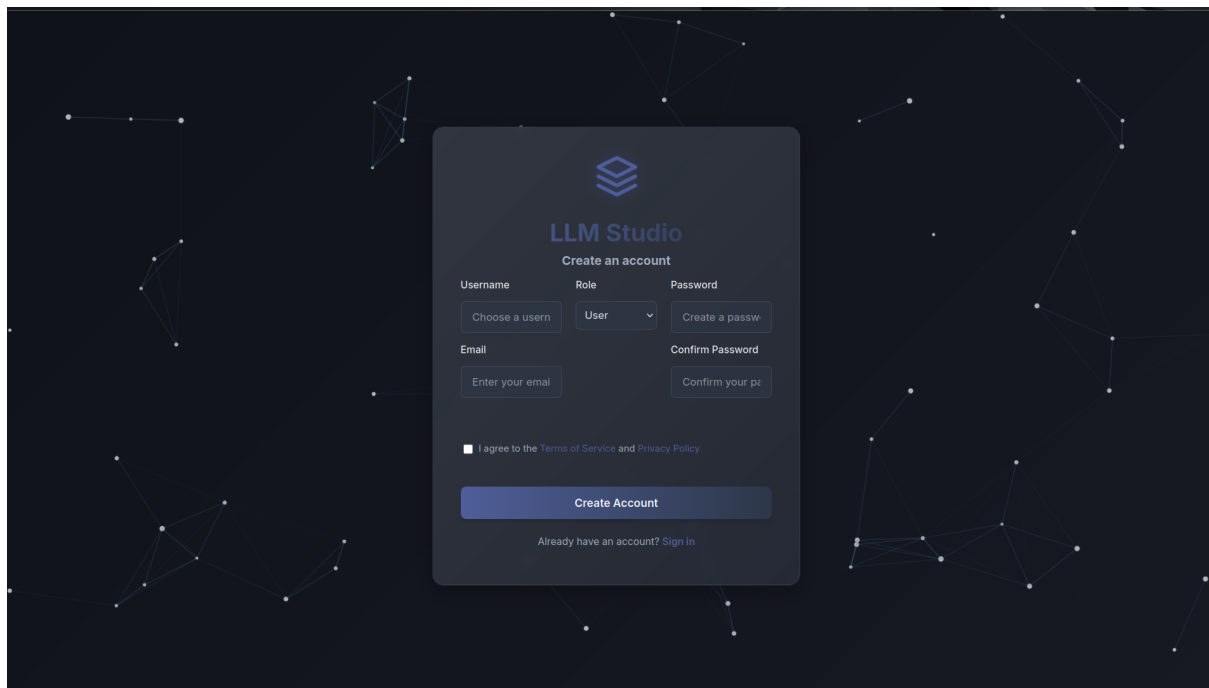 LLM Studio
Create an account
Username Role Password
Choose a usern User Create a passw
Email Confirm Password
Enter your emai Confirm your pa
I agree to the Terms of Service and Privacy Policy
Create Account
Already have an account? Sign in